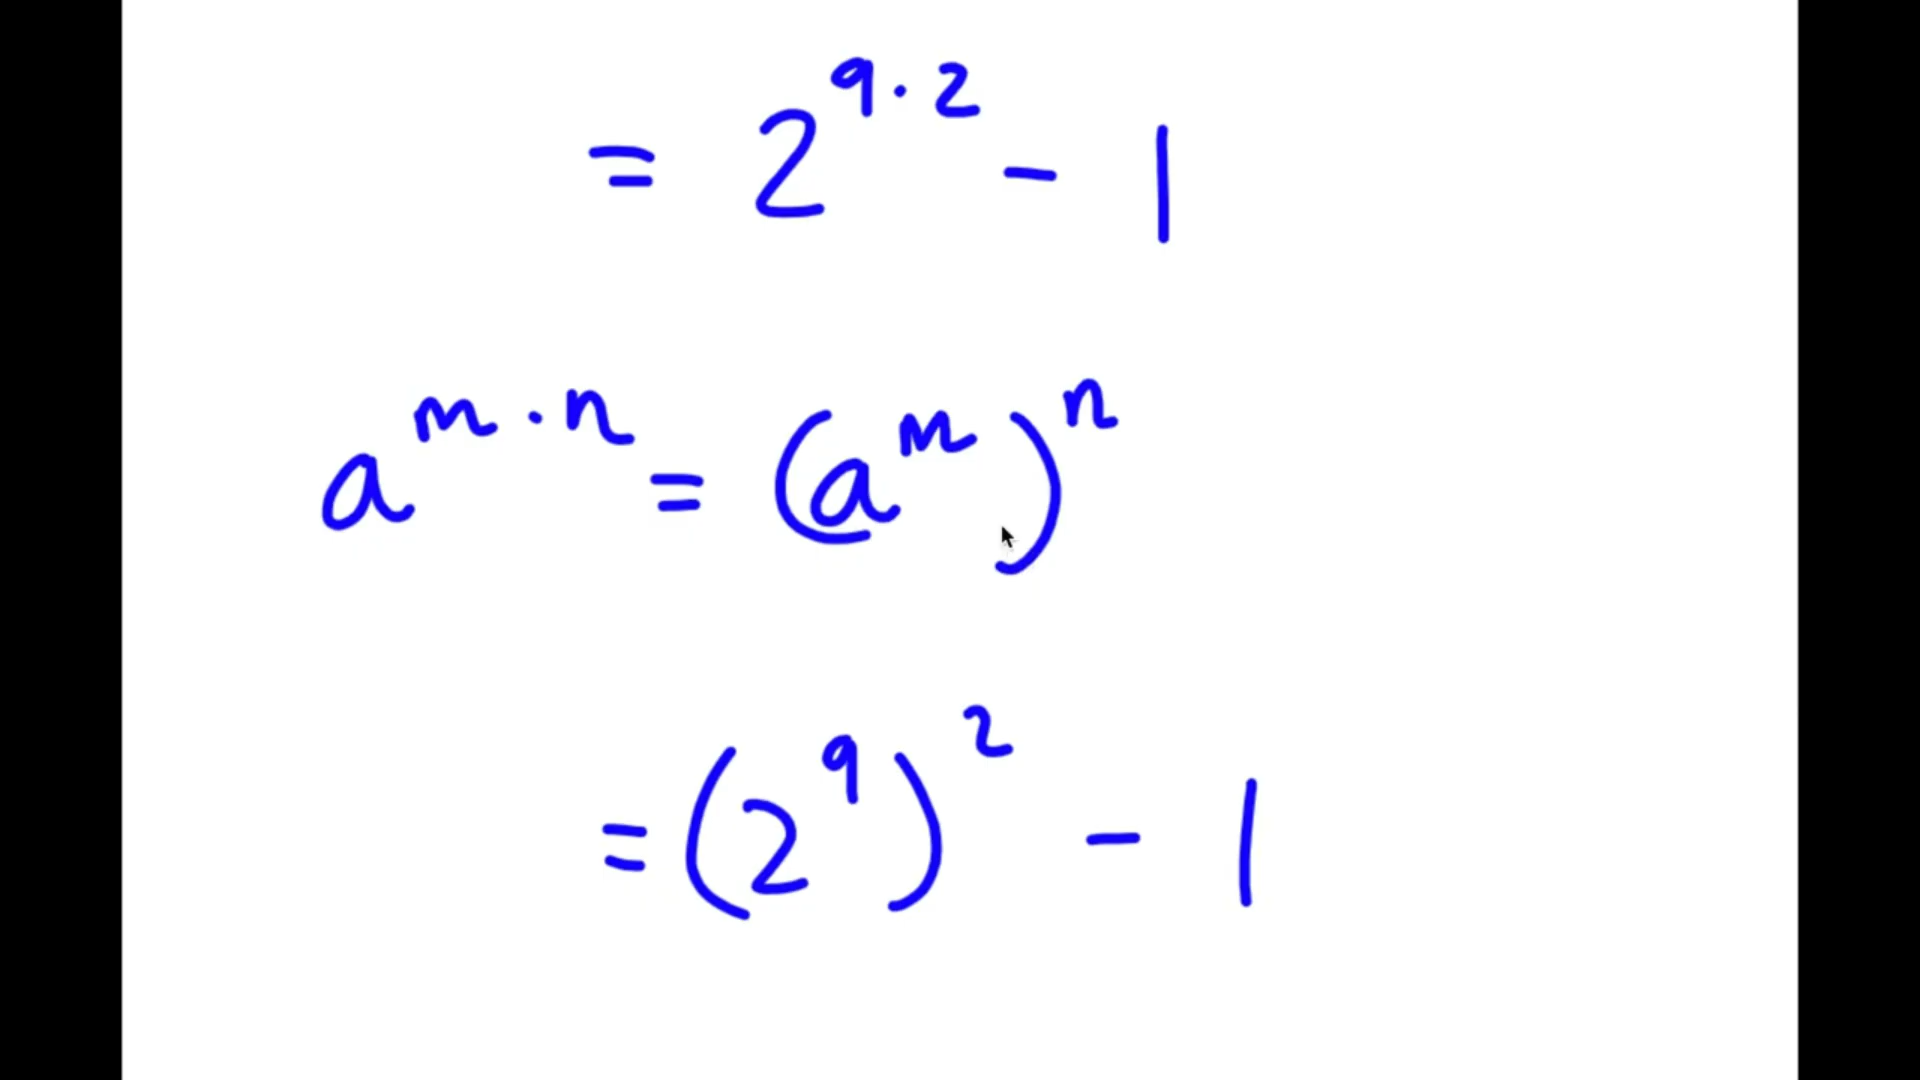 = 2^{9·2} - 1
a^{m·n} = (a^m)^n
= (2^9)^2 - 1